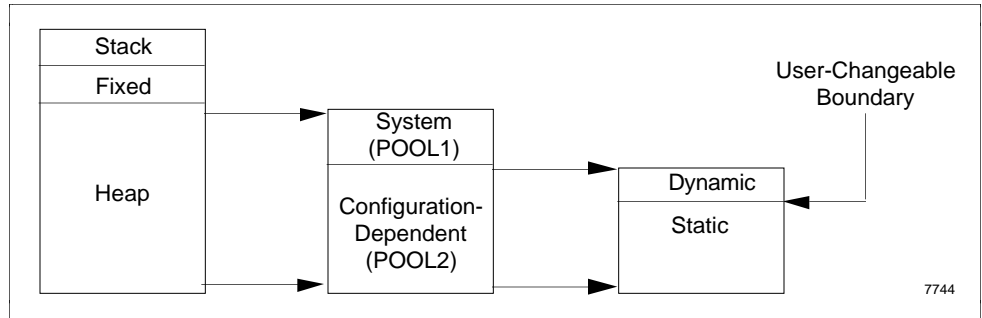 Stack
Fixed
Heap
System
(POOL1)
Configuration-
Dependent
(POOL2)
Dynamic
Static
User-Changeable
Boundary
7744